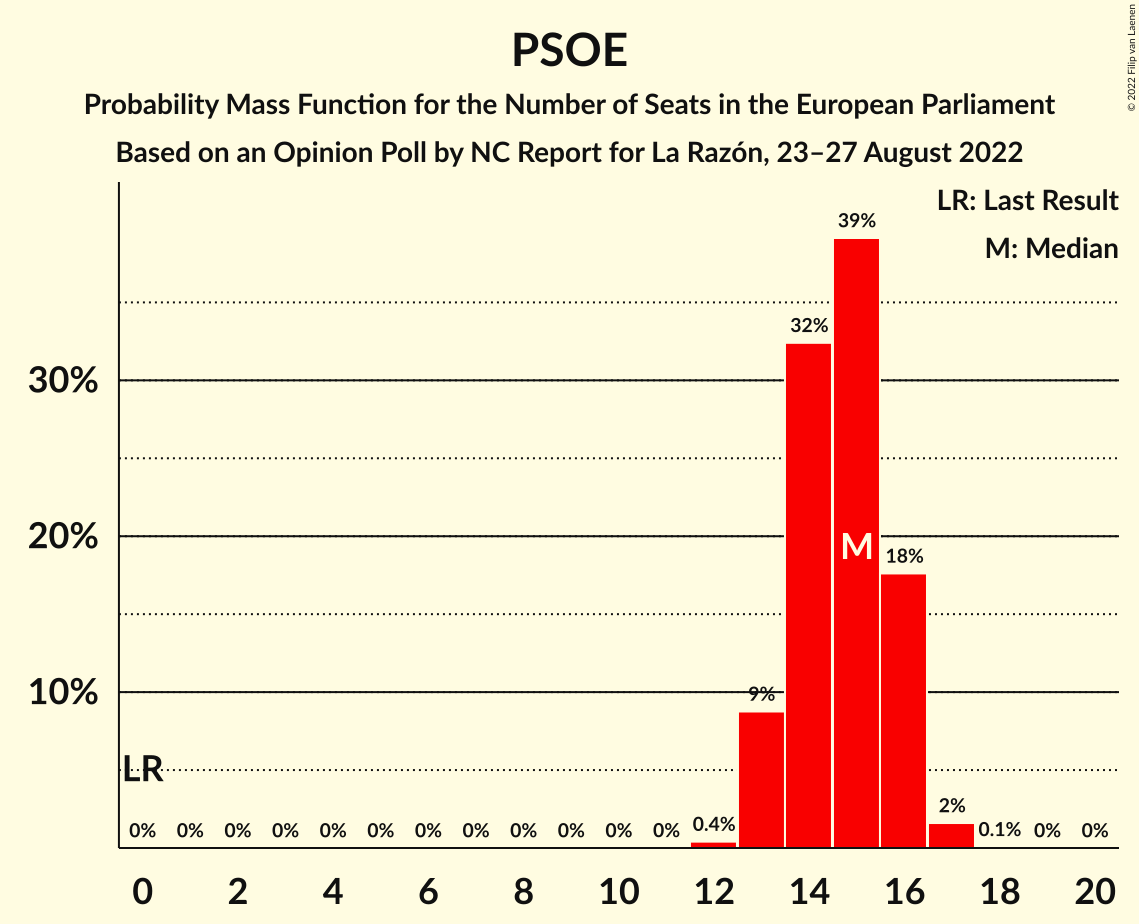 PSOE
Probability Mass Function for the Number of Seats in the European Parliament
Based on an Opinion Poll by NC Report for La Razón, 23–27 August 2022
© 2022 Filip van Laenen
LR: Last Result
M: Median
39%
32%
30%
20%
M
18%
10%
9%
LR
2%
0% 0% 0% 0% 0% 0% 0% 0% 0% 0% 0% 0% 0.4% 0.1% 0% 0%
0 2 4 6 8 10 12 14 16 18 20